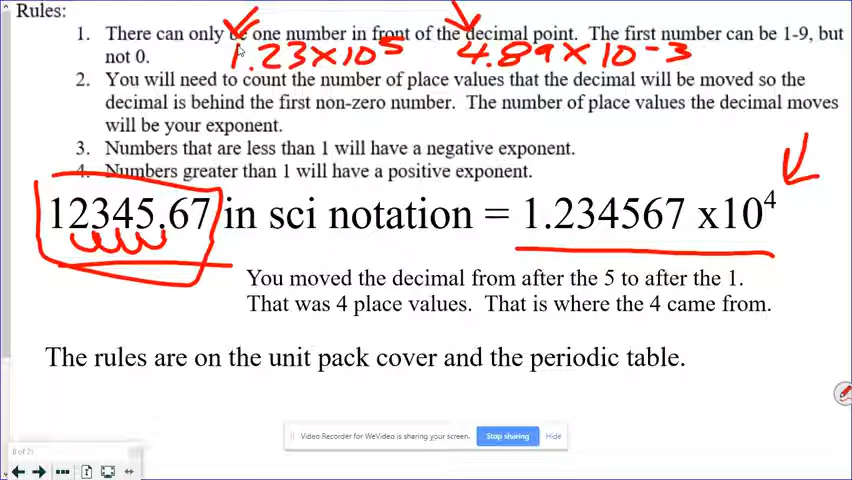 Rules:
1. There can only be one number in front of the decimal point. The first number can be 1-9, but
not 0.
1.23x10 5 4.89 x 10 -3
2. You will need to count the number of place values that the decimal will be moved so the
decimal is behind the first non-zero number. The number of place values the decimal moves
will be your exponent.
3. Numbers that are less than 1 will have a negative exponent.
4. Numbers greater than 1 will have a positive exponent.
12345.67 in sci notation = 1.234567 x10⁴
You moved the decimal from after the 5 to after the 1.
That was 4 place values. That is where the 4 came from.
The rules are on the unit pack cover and the periodic table.
Video Recorder for WeVideo is sharing your screen. Stop sharing Hide